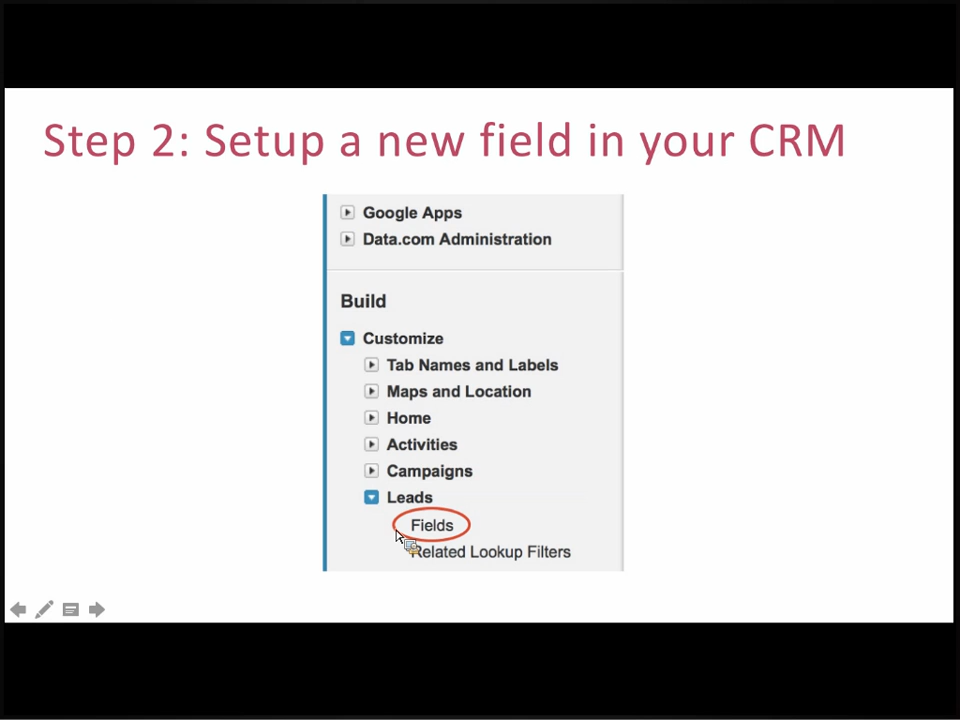 Step 2: Setup a new field in your CRM
Google Apps
Data.com Administration
Build
Customize
Tab Names and Labels
Maps and Location
Home
Activities
Campaigns
Leads
Fields
Related Lookup Filters